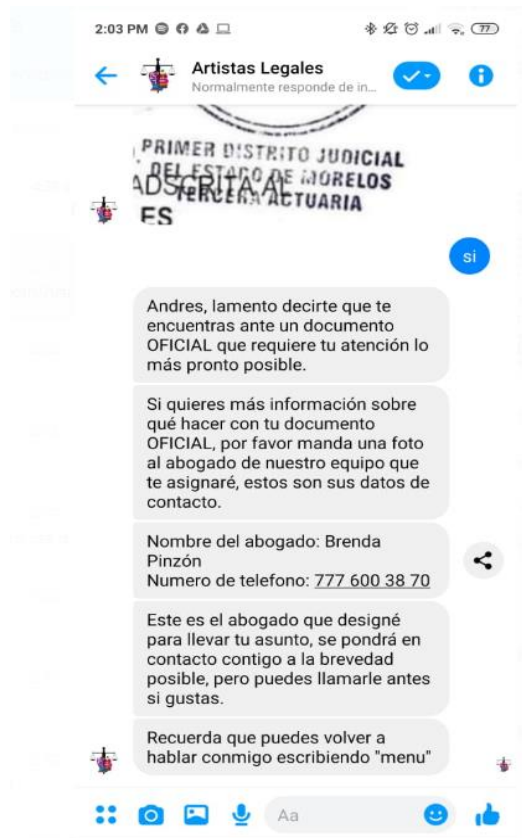 2:03 PM
77
Artistas Legales
Normalmente responde de in...
PRIMER DISTRITO JUDICIAL
DEL ESTADO DE MORELOS
ADSCRITA AL
TERCERA ACTUARIA
ES
si
Andres, lamento decirte que te
encuentras ante un documento
OFICIAL que requiere tu atención lo
más pronto posible.
Si quieres más información sobre
qué hacer con tu documento
OFICIAL, por favor manda una foto
al abogado de nuestro equipo que
te asignaré, estos son sus datos de
contacto.
Nombre del abogado: Brenda
Pinzón
Numero de telefono: 777 600 38 70
Este es el abogado que designé
para llevar tu asunto, se pondrá en
contacto contigo a la brevedad
posible, pero puedes llamarle antes
si gustas.
Recuerda que puedes volver a
hablar conmigo escribiendo "menu"
Aa